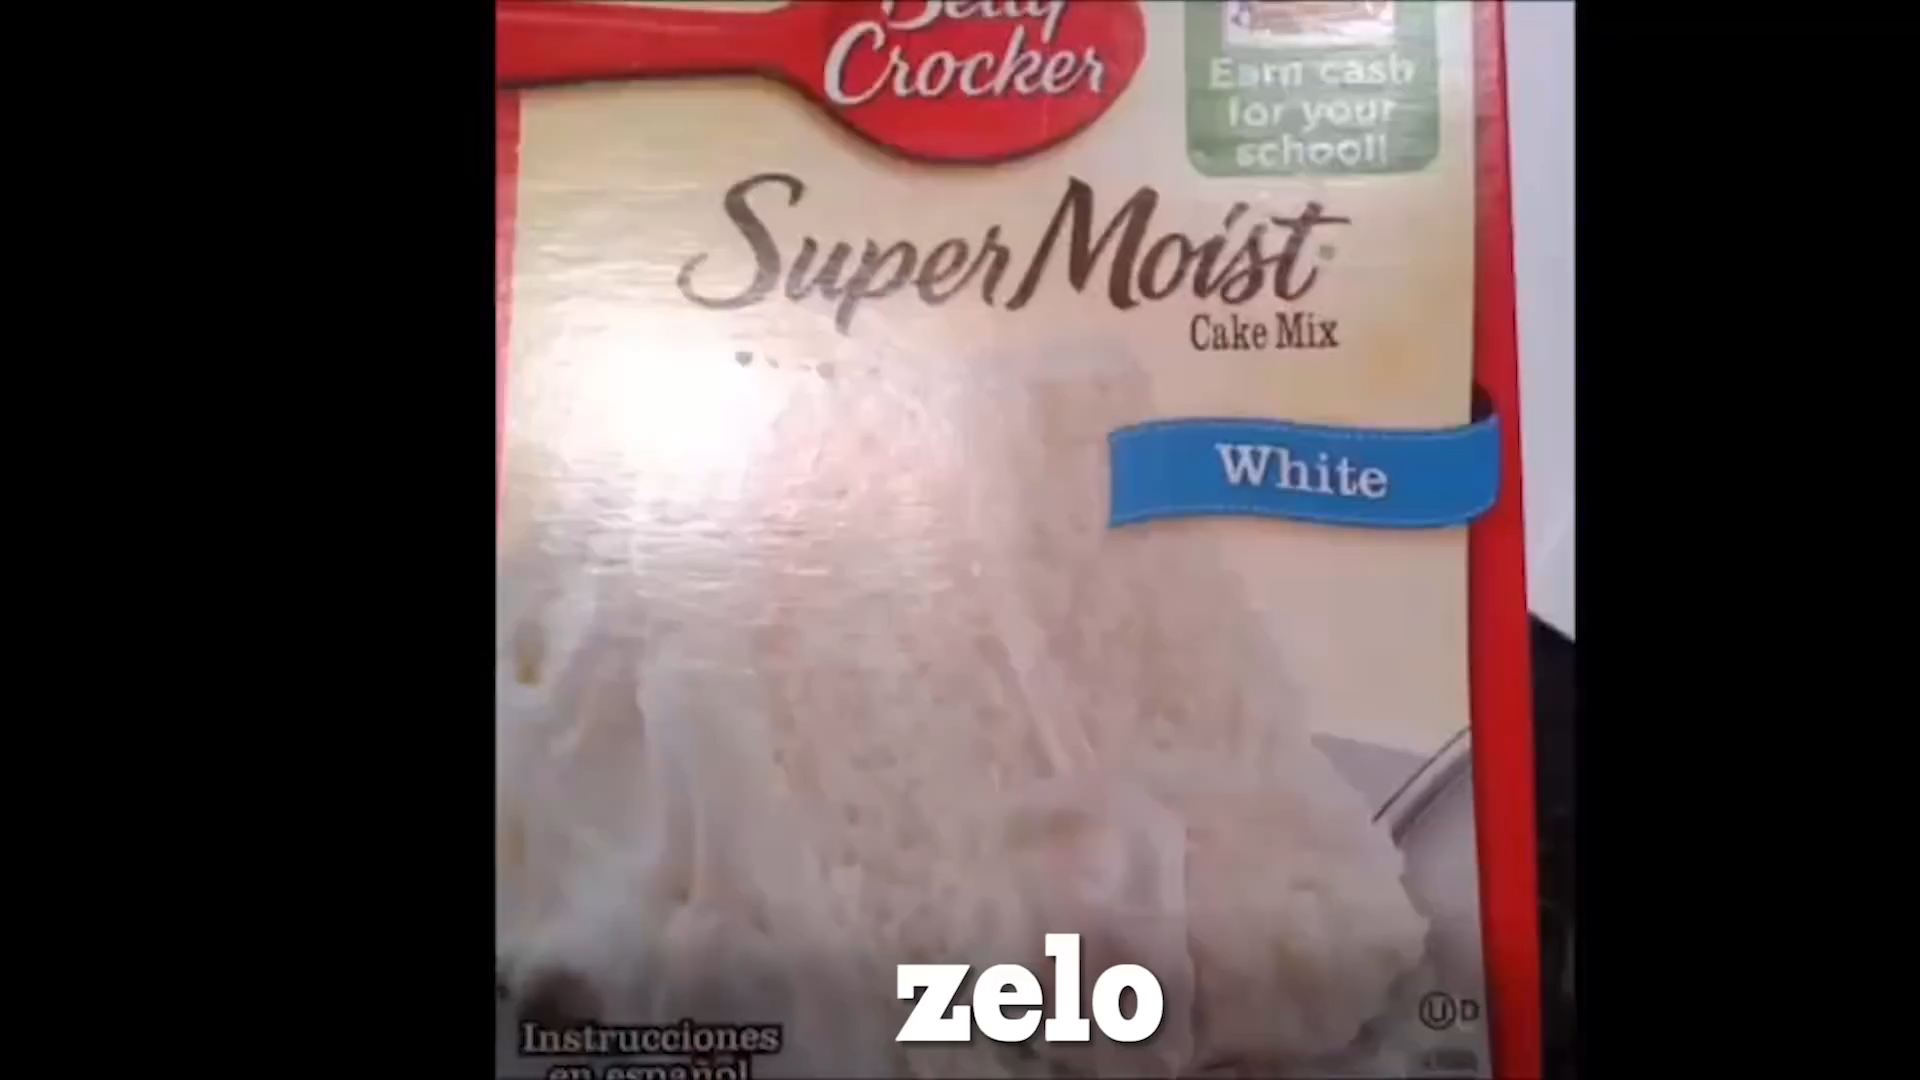 Betty
Crocker
Earn cash
for your
school!
SuperMoist
Cake Mix
White
zelo
U D
Instrucciones
en español